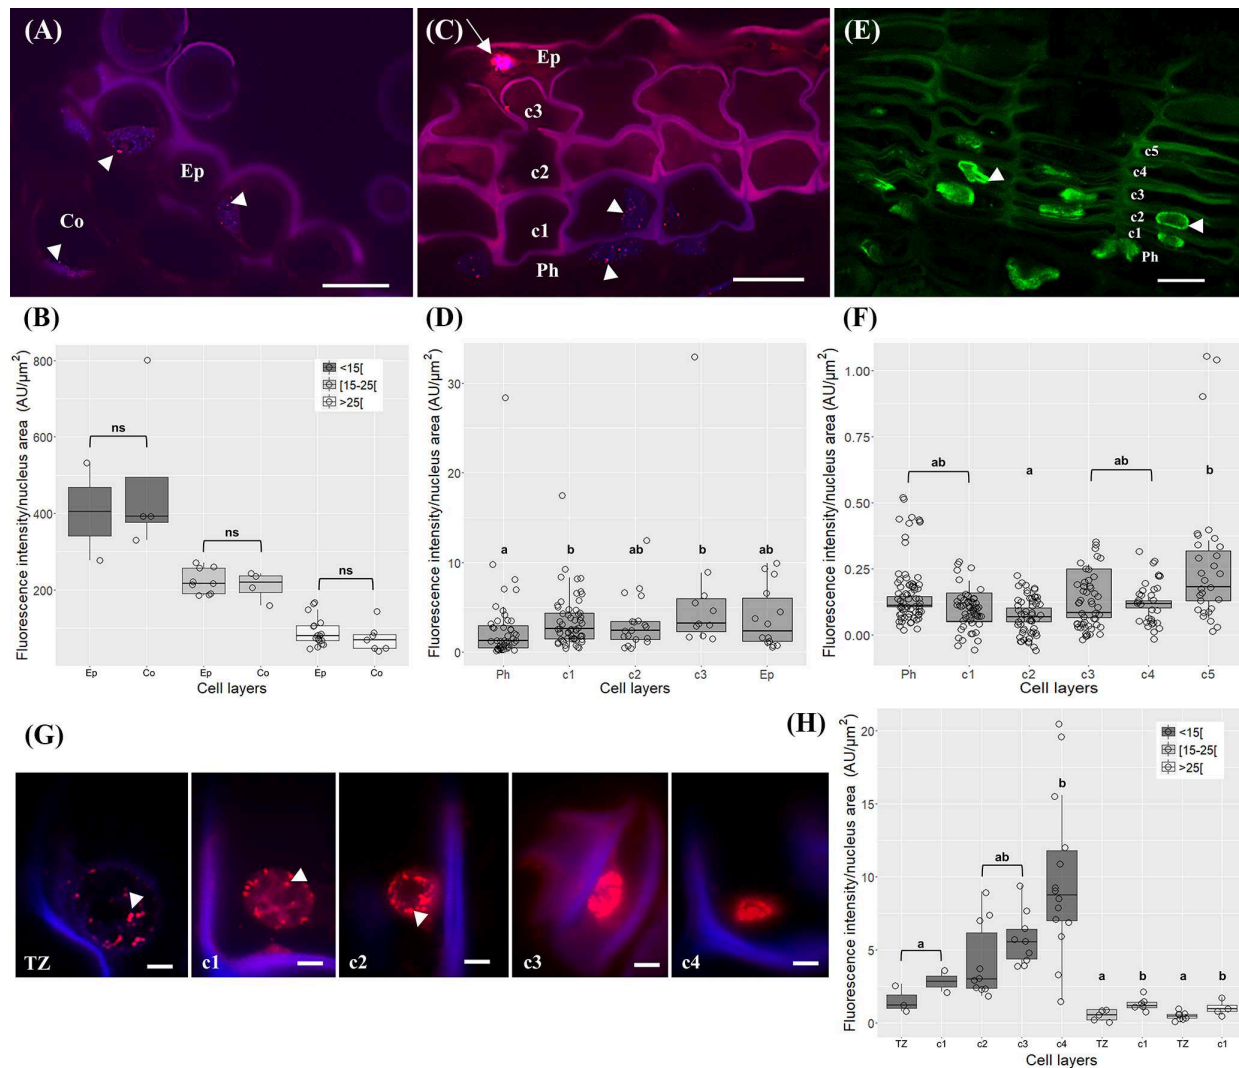 (A)
Ep
Co
(C)
Ep
c3
c2
c1
Ph
(E)
c5
c4
c3
c2
c1
Ph
(B)
Fluorescence intensity/nucleus area (AU/µm²)
800
600
400
200
ns
ns
ns
<15[
[15-25[
>25[
Ep Co Ep Co Ep Co
Cell layers
(D)
Fluorescence intensity/nucleus area (AU/µm²)
30
20
10
0
a b ab b ab
Ph c1 c2 c3 Ep
Cell layers
(F)
Fluorescence intensity/nucleus area (AU/µm²)
1.00
0.75
0.50
0.25
0.00
ab a ab b
Ph c1 c2 c3 c4 c5
Cell layers
(G)
TZ
c1
c2
c3
c4
(H)
Fluorescence intensity/nucleus area (AU/µm²)
20
15
10
5
0
<15[
[15-25[
>25[
a ab b a b a b
TZ c1 c2 c3 c4 TZ c1 TZ c1
Cell layers